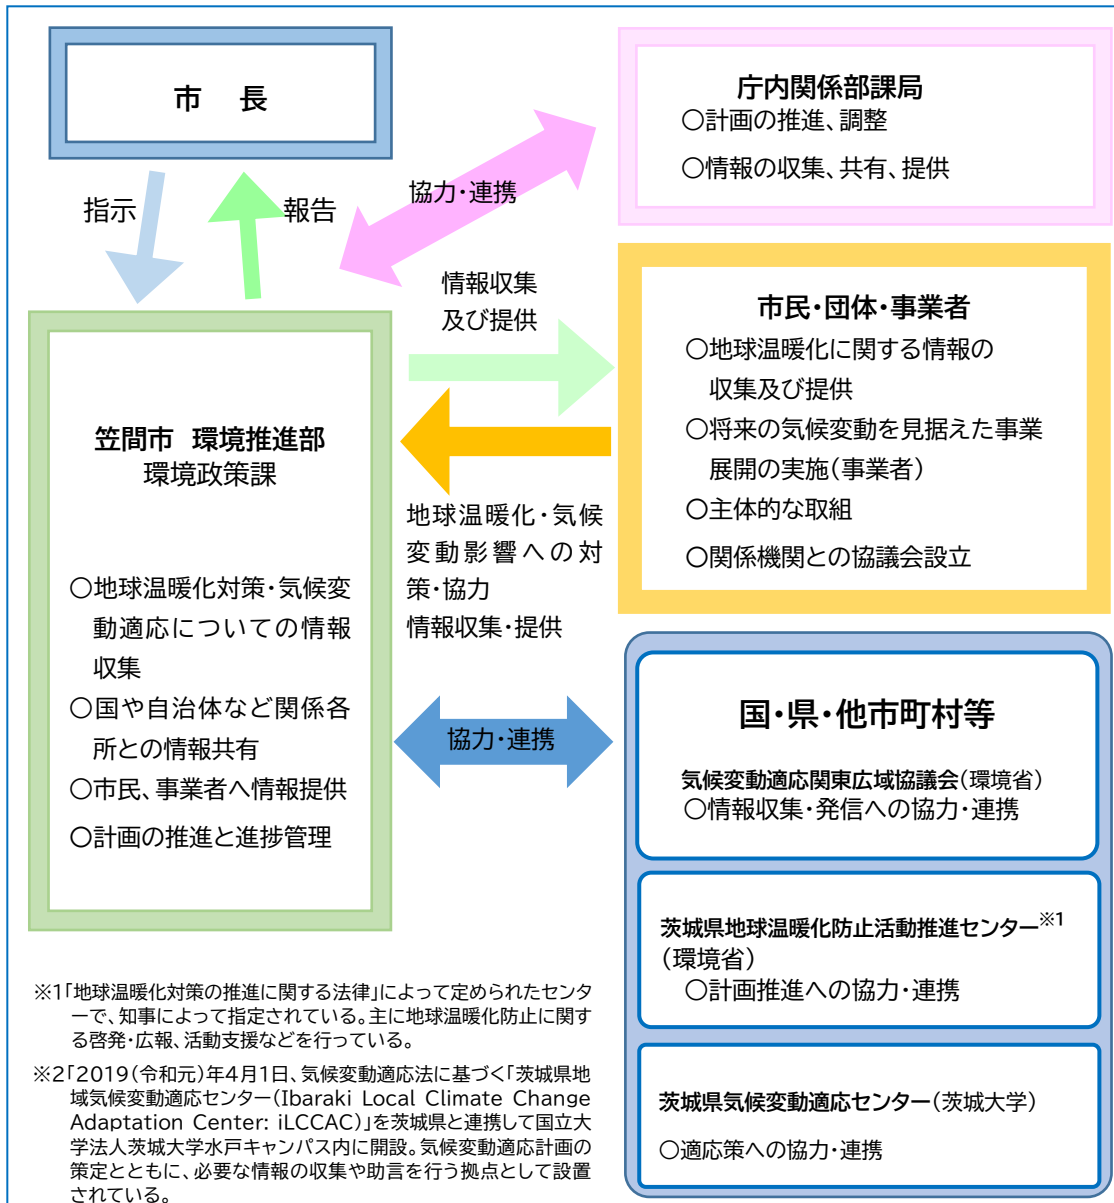 市　長
指示
報告
協力・連携
庁内関係部課局
〇計画の推進、調整
〇情報の収集、共有、提供
情報収集
及び提供
市民・団体・事業者
〇地球温暖化に関する情報の
収集及び提供
〇将来の気候変動を見据えた事業
展開の実施(事業者)
〇主体的な取組
〇関係機関との協議会設立
笠間市 環境推進部
環境政策課
〇地球温暖化対策・気候変
動適応についての情報
収集
〇国や自治体など関係各
所との情報共有
〇市民、事業者へ情報提供
〇計画の推進と進捗管理
地球温暖化・気候
変動影響への対
策・協力
情報収集・提供
協力・連携
国・県・他市町村等
気候変動適応関東広域協議会(環境省)
〇情報収集・発信への協力・連携
茨城県地球温暖化防止活動推進センター※1
(環境省)
〇計画推進への協力・連携
茨城県気候変動適応センター(茨城大学)
〇適応策への協力・連携
※1「地球温暖化対策の推進に関する法律」によって定められたセンタ
ーで、知事によって指定されている。主に地球温暖化防止に関す
る啓発・広報、活動支援などを行っている。
※2「2019(令和元)年4月1日、気候変動適応法に基づく「茨城県地
域気候変動適応センター(Ibaraki Local Climate Change
Adaptation Center: iLCCAC)」を茨城県と連携して国立大
学法人茨城大学水戸キャンパス内に開設。気候変動適応計画の
策定とともに、必要な情報の収集や助言を行う拠点として設置
されている。